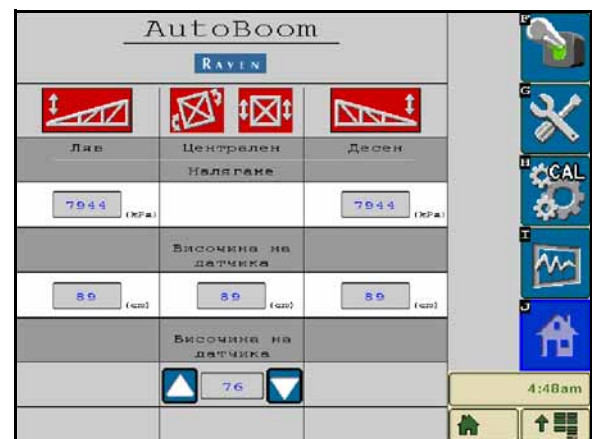 AutoBoom
RAVEN
Ляв Централен Десен
Налягане
7944 (kPa) 7944 (kPa)
Височина на
датчика
89 (cm) 89 (cm) 89 (cm)
Височина на
датчика
76
F
G
H
CAL
I
J
4:48am